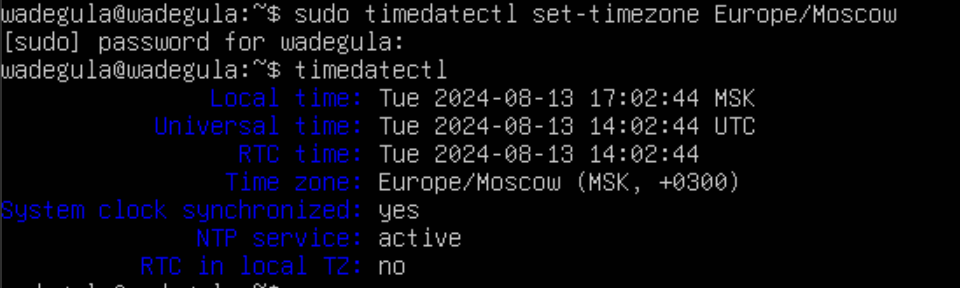 wadegula@wadegula:~$ sudo timedatectl set-timezone Europe/Moscow
[sudo] password for wadegula:
wadegula@wadegula:~$ timedatectl
Local time: Tue 2024-08-13 17:02:44 MSK
Universal time: Tue 2024-08-13 14:02:44 UTC
RTC time: Tue 2024-08-13 14:02:44
Time zone: Europe/Moscow (MSK, +0300)
System clock synchronized: yes
NTP service: active
RTC in local TZ: no